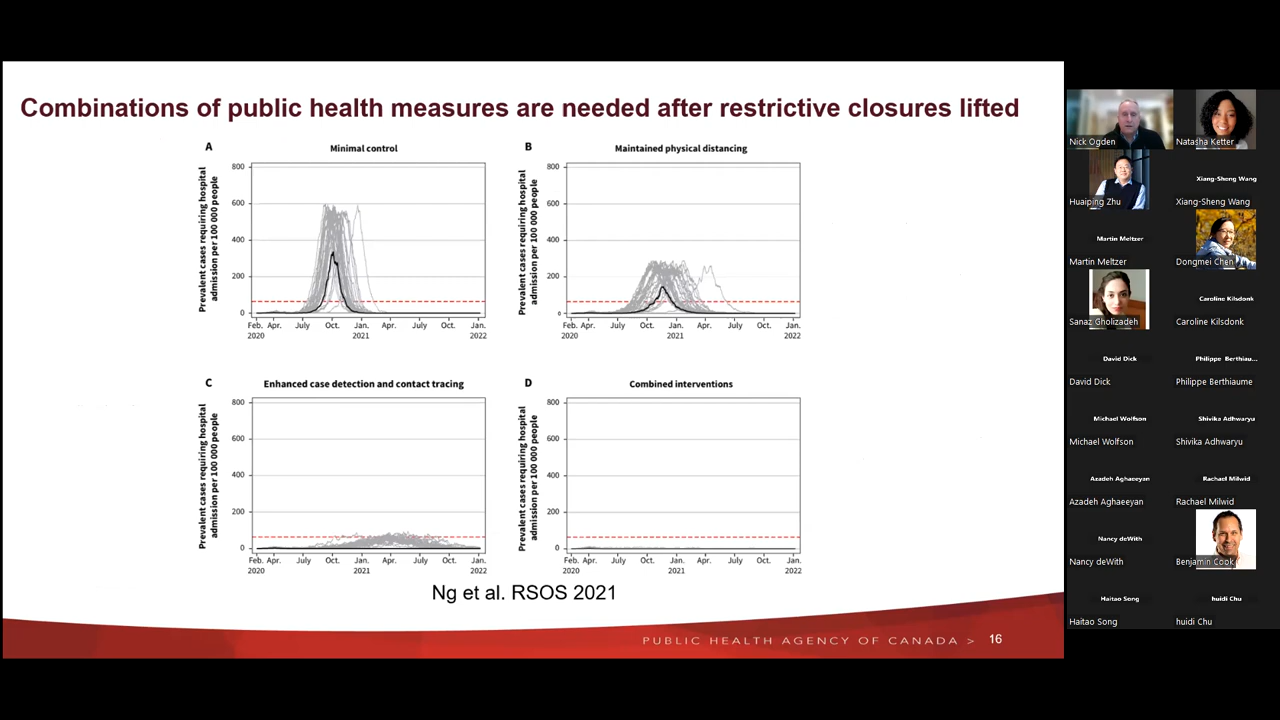 Combinations of public health measures are needed after restrictive closures lifted
A
Minimal control
Prevalent cases requiring hospital
admission per 100 000 people
800
600
400
200
0
Feb. Apr. July Oct. Jan. Apr. July Oct. Jan.
2020 2021 2022
B
Maintained physical distancing
Prevalent cases requiring hospital
admission per 100 000 people
800
600
400
200
0
Feb. Apr. July Oct. Jan. Apr. July Oct. Jan.
2020 2021 2022
C
Enhanced case detection and contact tracing
Prevalent cases requiring hospital
admission per 100 000 people
800
600
400
200
0
Feb. Apr. July Oct. Jan. Apr. July Oct. Jan.
2020 2021 2022
D
Combined interventions
Prevalent cases requiring hospital
admission per 100 000 people
800
600
400
200
0
Feb. Apr. July Oct. Jan. Apr. July Oct. Jan.
2020 2021 2022
Ng et al. RSOS 2021
PUBLIC HEALTH AGENCY OF CANADA > 16
Nick Ogden
Natasha Ketter
Huaiping Zhu
Xiang-Sheng Wang
Xiang-Sheng Wang
Martin Meltzer
Martin Meltzer
Dongmei Chen
Sanaz Gholizadeh
Caroline Kilsdonk
Caroline Kilsdonk
David Dick
David Dick
Philippe Berthiau...
Philippe Berthiaume
Michael Wolfson
Michael Wolfson
Shivika Adhwaryu
Shivika Adhwaryu
Azadeh Aghaeeyan
Azadeh Aghaeeyan
Rachael Milwid
Rachael Milwid
Nancy deWith
Nancy deWith
Benjamin Cook
Haitao Song
Haitao Song
huidi Chu
huidi Chu